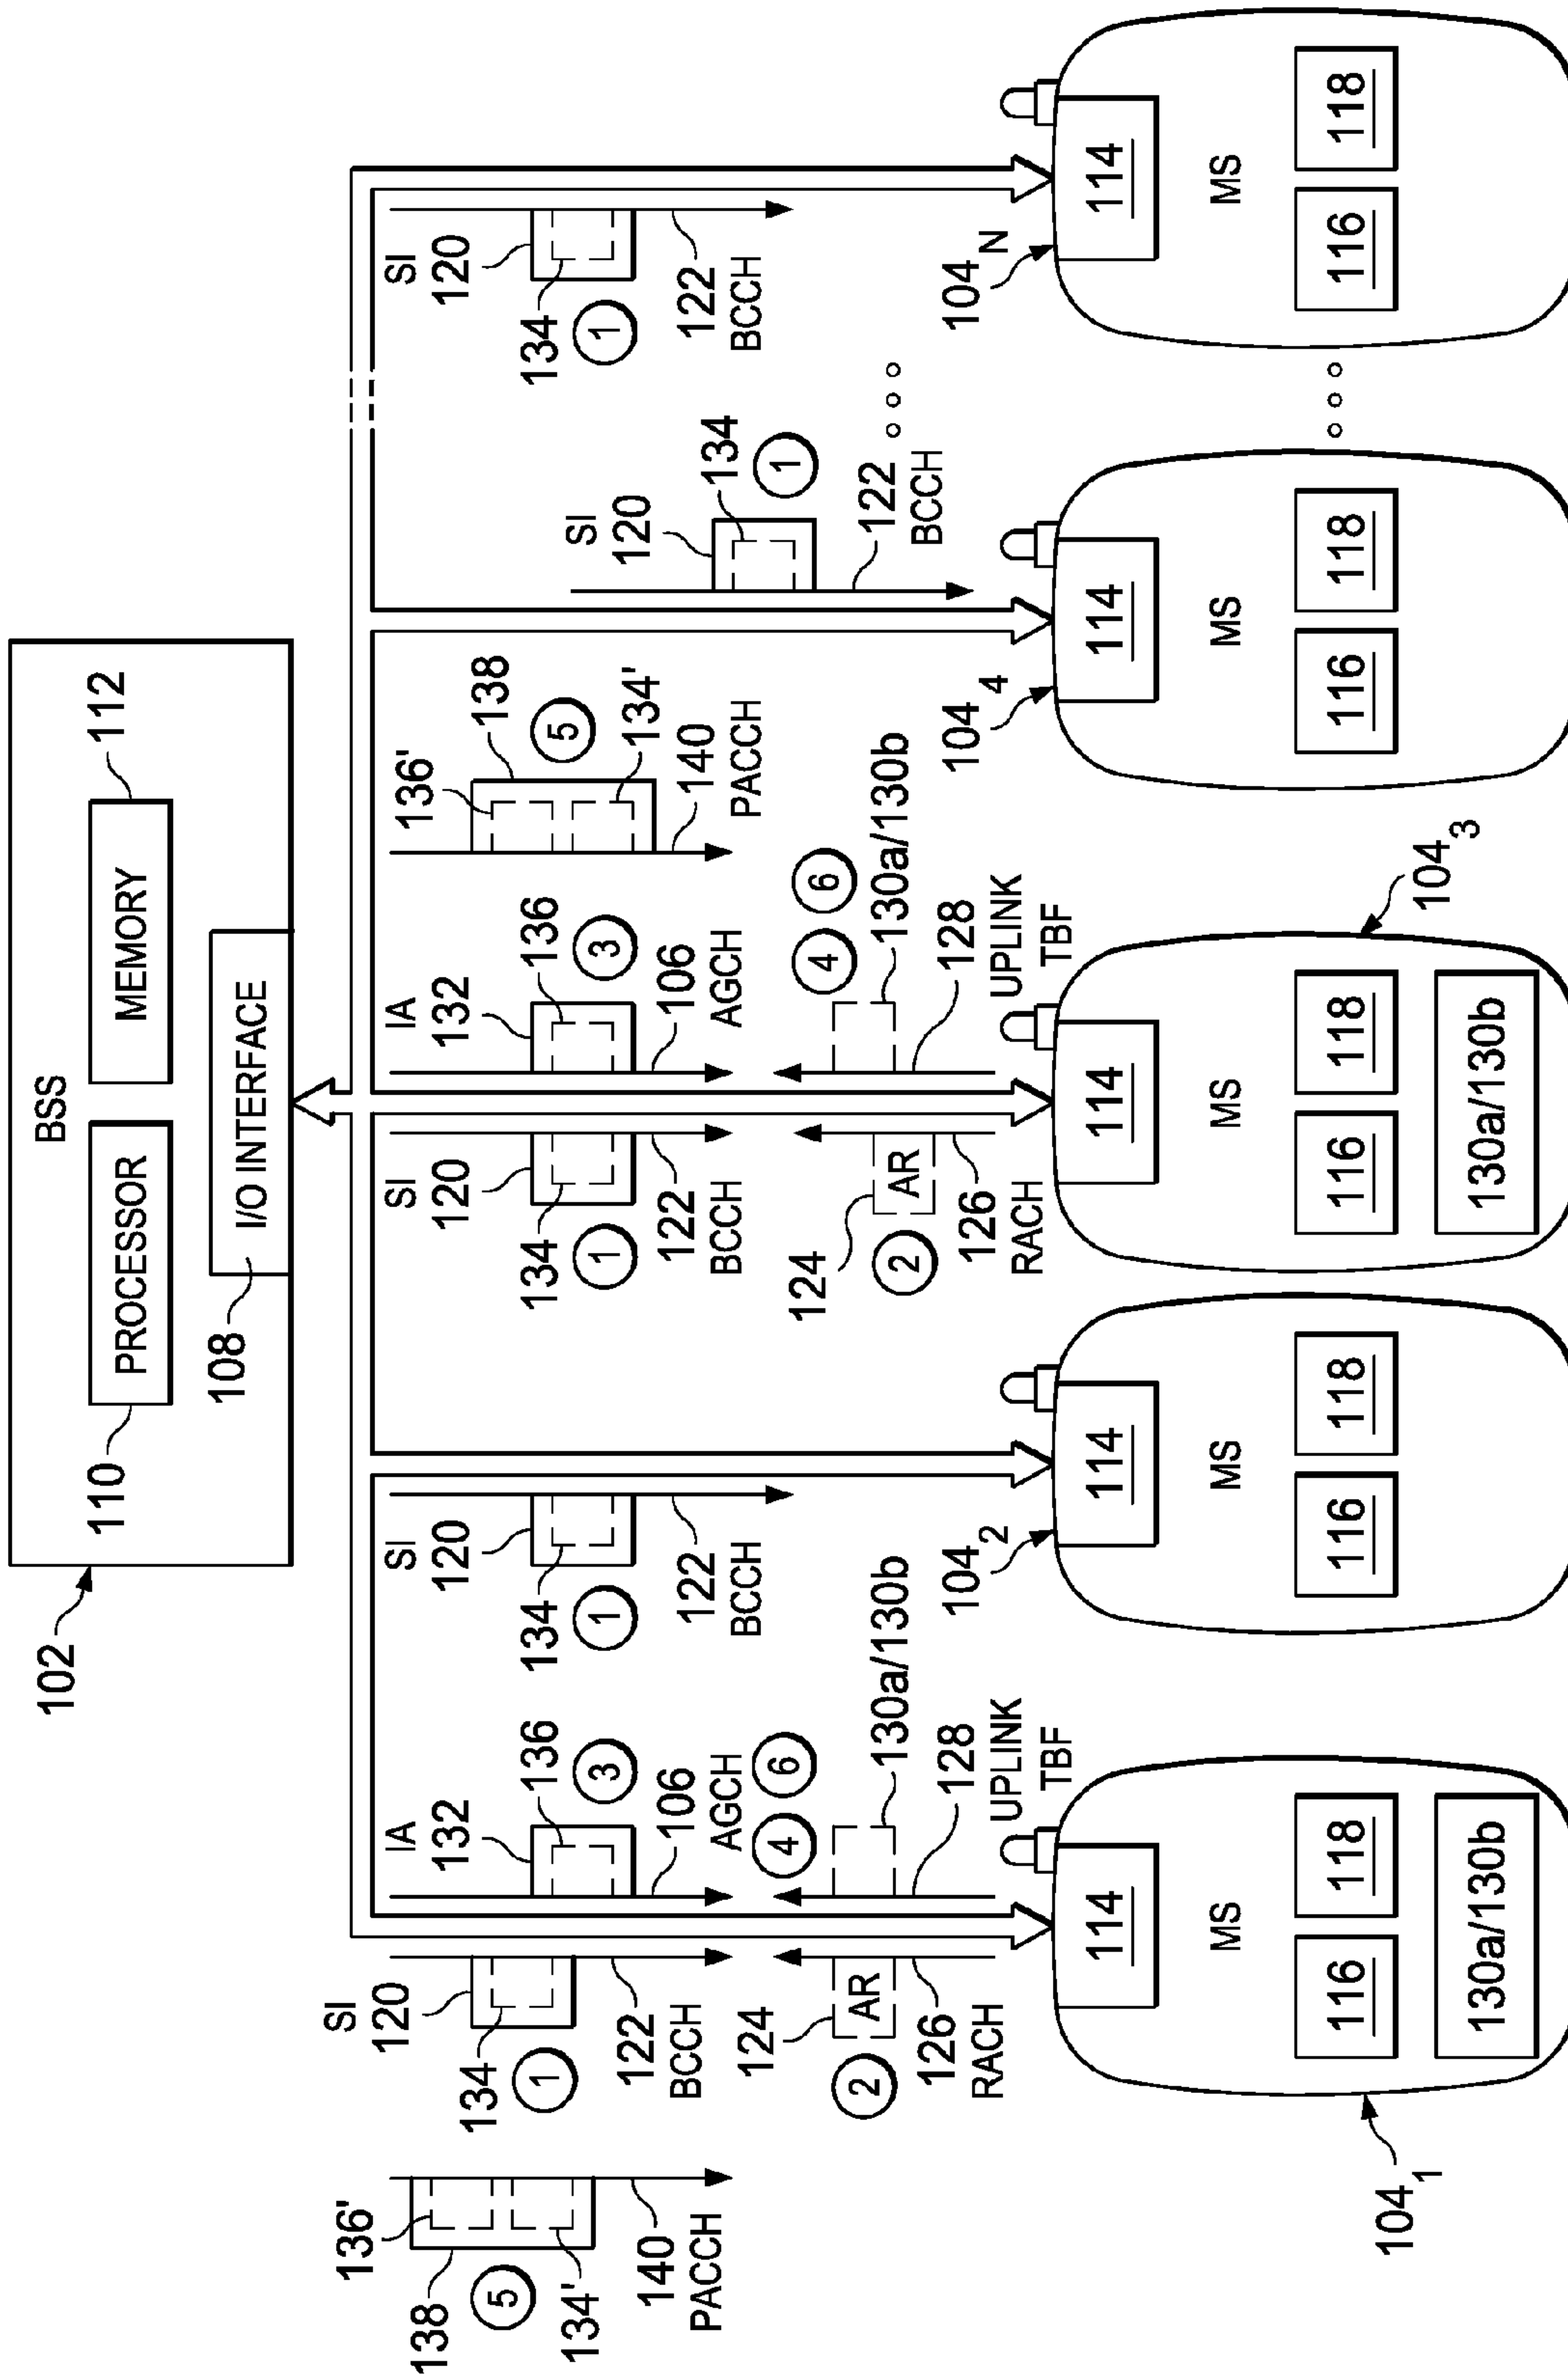 102
BSS
110
PROCESSOR
MEMORY
112
108
I/O INTERFACE
136'
138
5
134'
140
PACCH
SI
120
134
1
122
BCCH
124
AR
2
126
RACH
IA
132
136
3
106
AGCH
4
6
130a/130b
128
UPLINK
TBF
SI
120
134
1
122
BCCH
SI
120
134
1
122
BCCH
124
AR
2
126
RACH
IA
132
136
3
106
AGCH
4
6
130a/130b
128
UPLINK
TBF
136'
138
5
134'
140
PACCH
SI
120
134
1
122
BCCH
SI
120
134
1
122
BCCH
104 1
114
MS
116
118
130a/130b
104 2
114
MS
116
118
104 3
114
MS
116
118
130a/130b
104 4
114
MS
116
118
104 N
114
MS
116
118